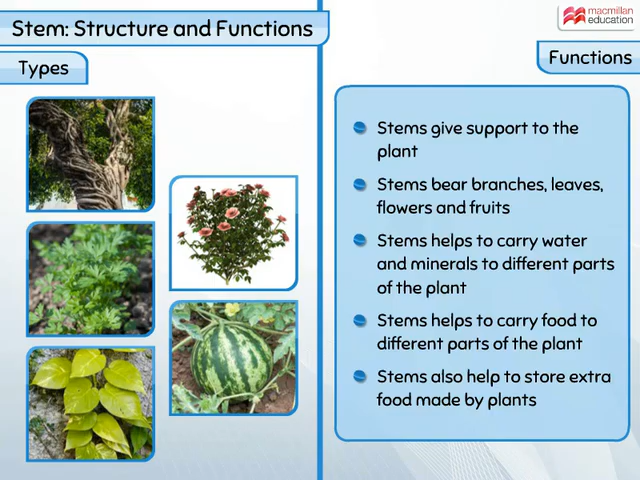 Stem: Structure and Functions
macmillan
education
Types
Functions
Stems give support to the
plant
Stems bear branches, leaves,
flowers and fruits
Stems helps to carry water
and minerals to different parts
of the plant
Stems helps to carry food to
different parts of the plant
Stems also help to store extra
food made by plants